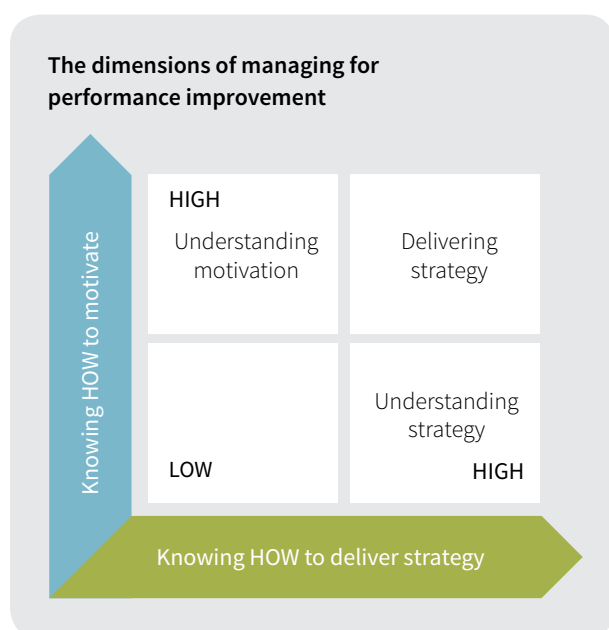 The dimensions of managing for
performance improvement
Knowing HOW to motivate
HIGH
Understanding
motivation
Delivering
strategy
LOW
Understanding
strategy
HIGH
Knowing HOW to deliver strategy